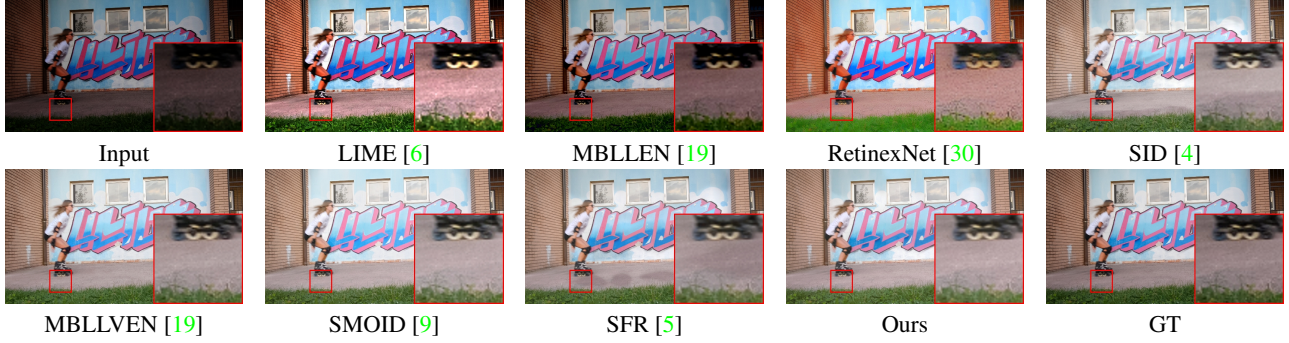 Input LIME [6] MBLLEN [19] RetinexNet [30] SID [4]
MBLLVEN [19] SMOID [9] SFR [5] Ours GT